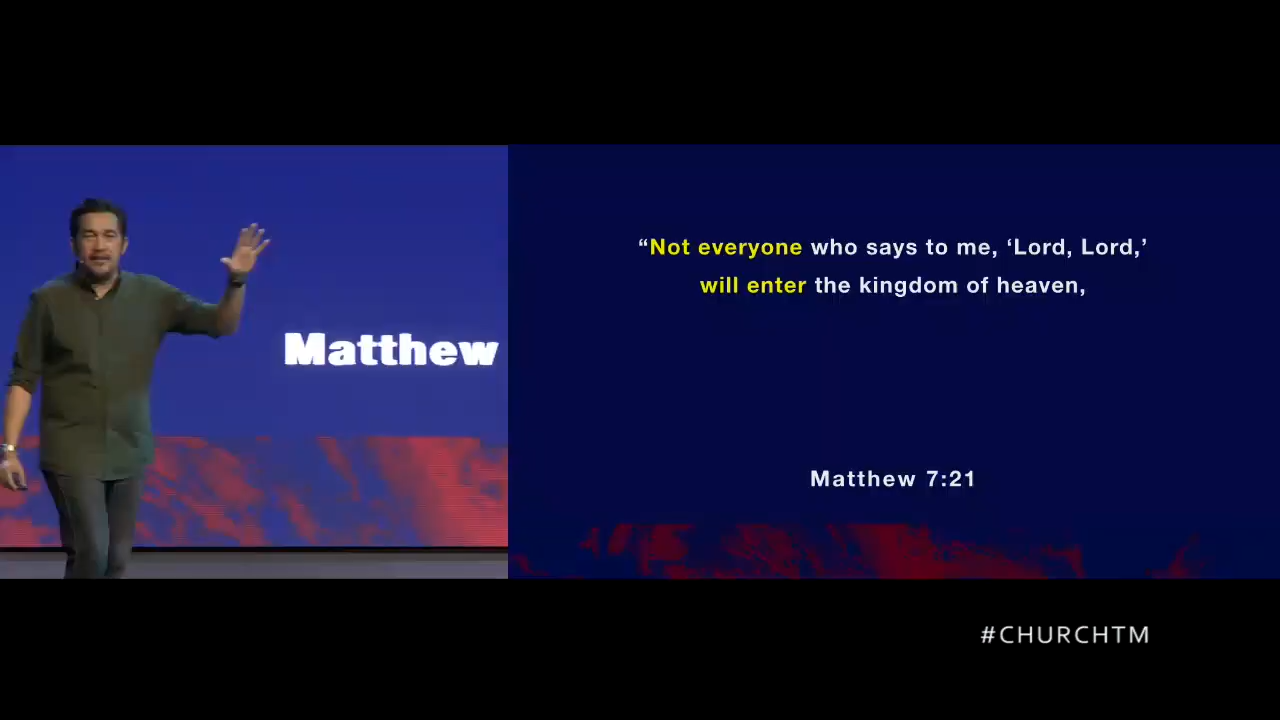 Matthew
“Not everyone who says to me, ‘Lord, Lord,’
will enter the kingdom of heaven,
Matthew 7:21
#CHURCHTM